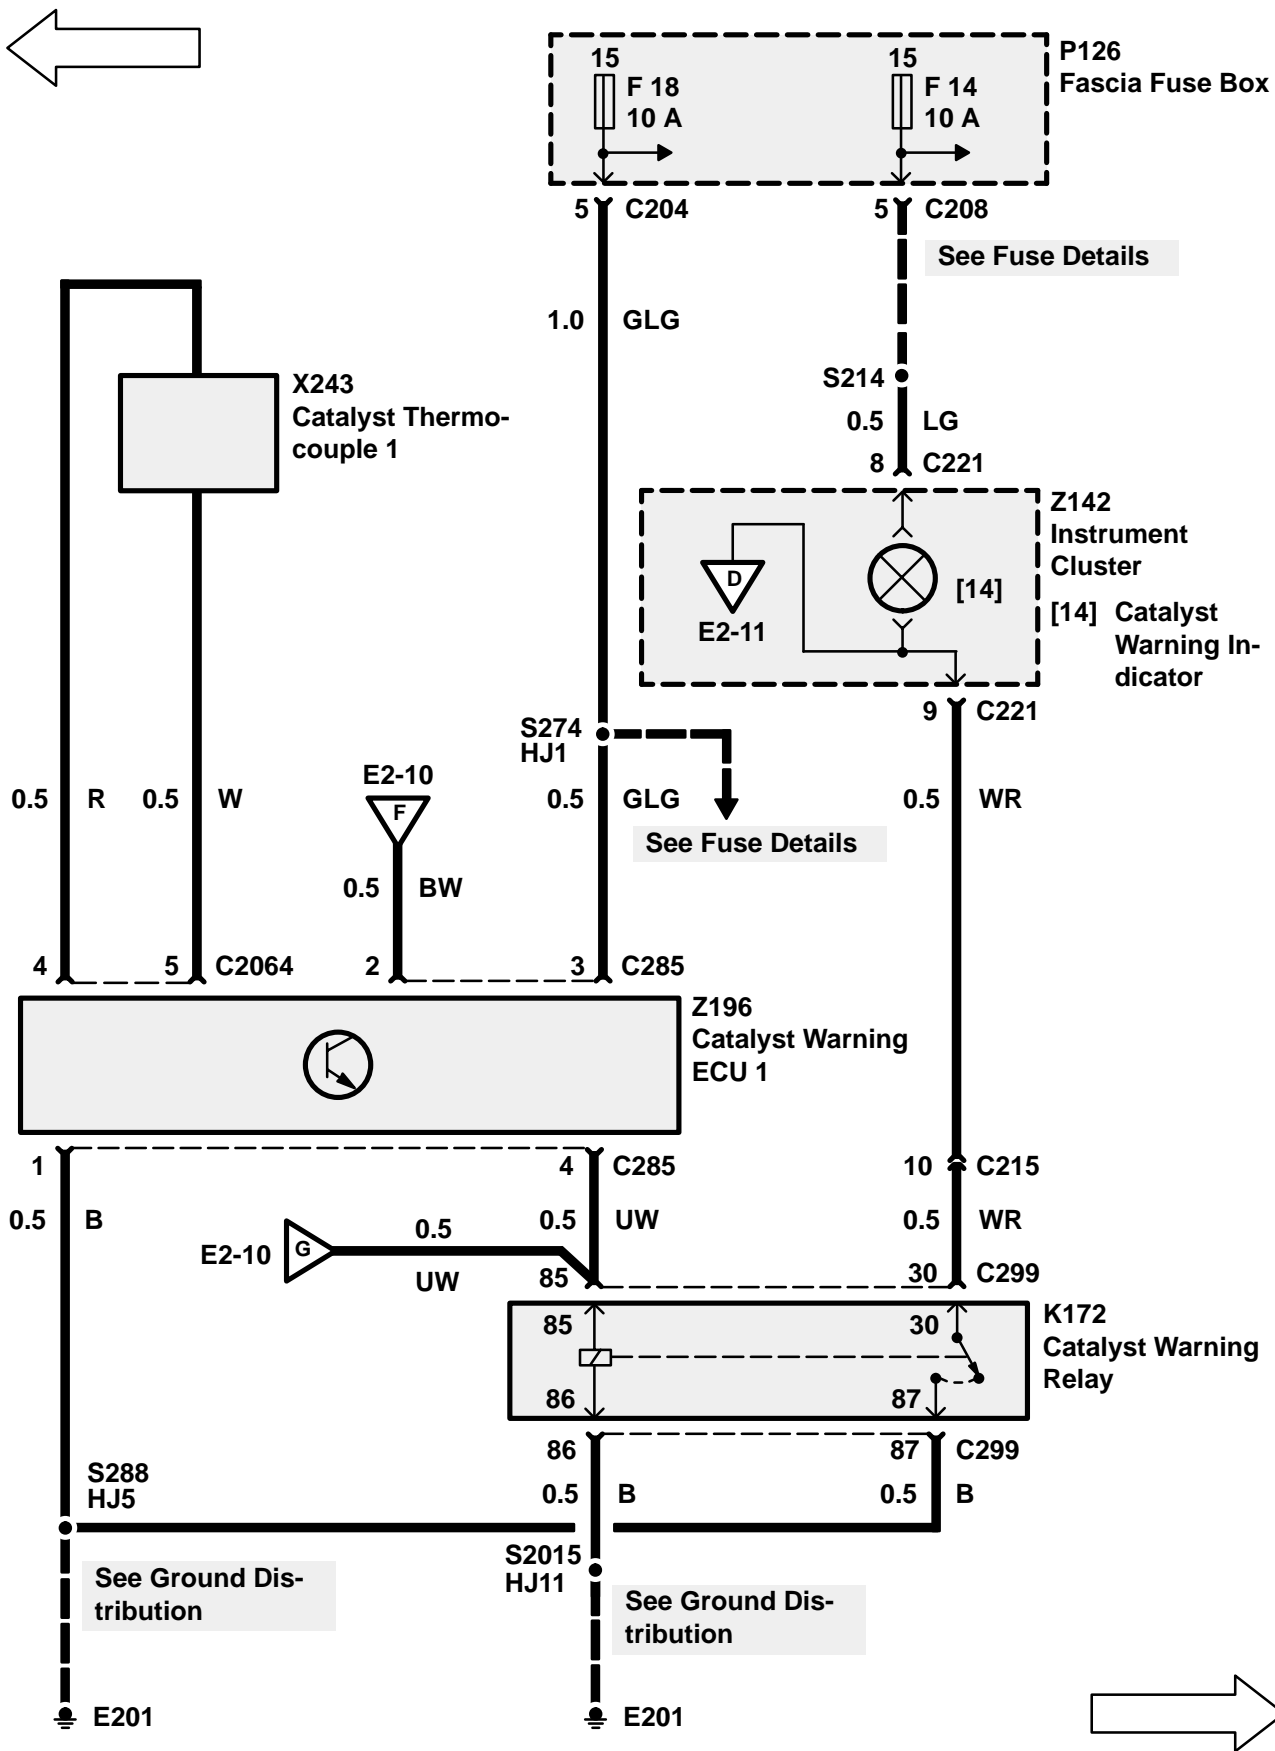 P126
Fascia Fuse Box
15
F 18
10 A
15
F 14
10 A
5 C204
5 C208
See Fuse Details
1.0 GLG
S214
0.5 LG
8 C221
X243
Catalyst Thermo-
couple 1
Z142
Instrument
Cluster
[14] Catalyst
Warning In-
dicator
D
E2-11
[14]
9 C221
S274
HJ1
E2-10
F
0.5 R
0.5 W
0.5 GLG
0.5 WR
See Fuse Details
0.5 BW
4
5 C2064
2
3 C285
Z196
Catalyst Warning
ECU 1
1
4 C285
10 C215
0.5 B
0.5
UW
0.5 UW
0.5 WR
E2-10
G
85
30 C299
K172
Catalyst Warning
Relay
85
30
86
87
86
87 C299
S288
HJ5
0.5 B
0.5 B
S2015
HJ11
See Ground Dis-
tribution
See Ground Dis-
tribution
E201
E201